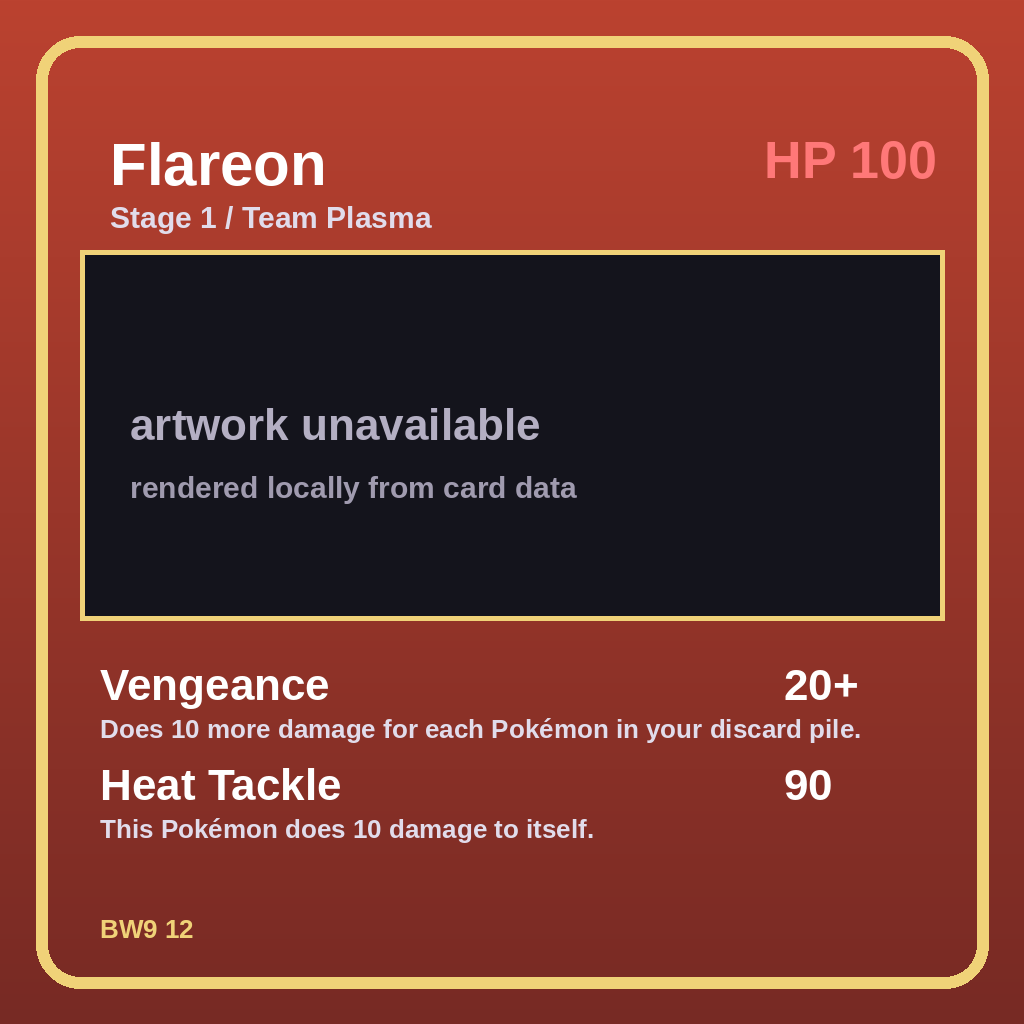 Flareon
HP 100
Stage 1 / Team Plasma
artwork unavailable
rendered locally from card data
Vengeance 20+
Does 10 more damage for each Pokémon in your discard pile.
Heat Tackle 90
This Pokémon does 10 damage to itself.
BW9 12